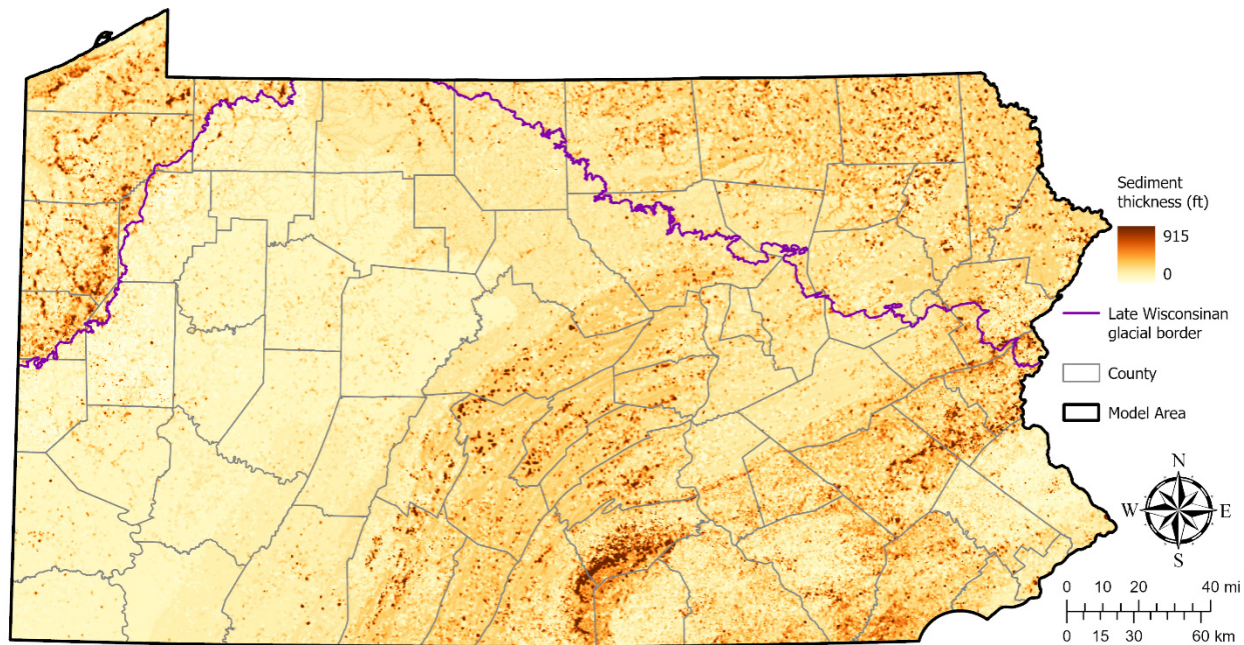 Sediment
thickness (ft)
915
0
Late Wisconsinan
glacial border
County
Model Area
N
W E
S
0 10 20 40 mi
0 15 30 60 km